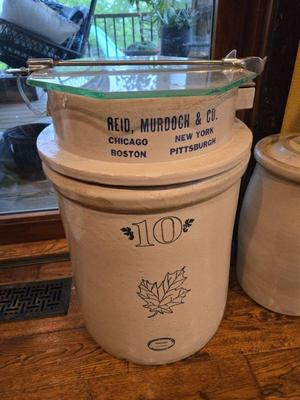 REID, MURDOCH & CO.
CHICAGO NEW YORK
BOSTON PITTSBURGH
10